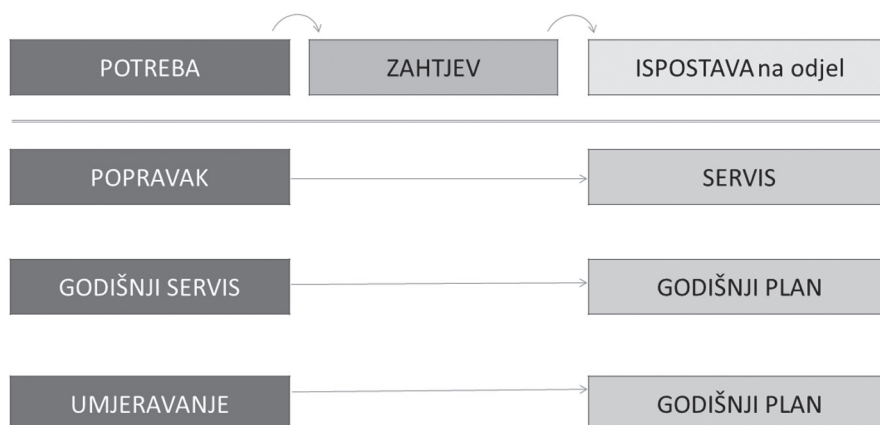 POTREBA
ZAHTJEV
ISPOSTAVA na odjel
POPRAVAK
SERVIS
GODIŠNJI SERVIS
GODIŠNJI PLAN
UMJERAVANJE
GODIŠNJI PLAN